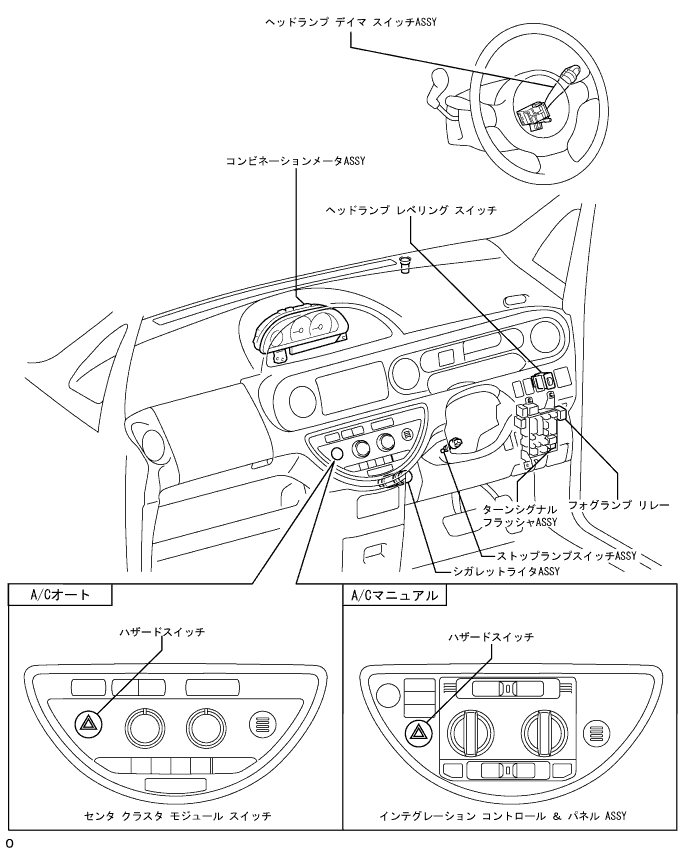 ヘッドランプ デイマ スイッチASSY
コンビネーションメータASSY
ヘッドランプ レベリング スイッチ
ターンシグナル
フラッシャASSY
フォグランプ リレー
ストップランプスイッチASSY
シガレットライタASSY
A/Cオート
A/Cマニュアル
ハザードスイッチ
ハザードスイッチ
センタ クラスタ モジュール スイッチ
インテグレーション コントロール & パネル ASSY
O